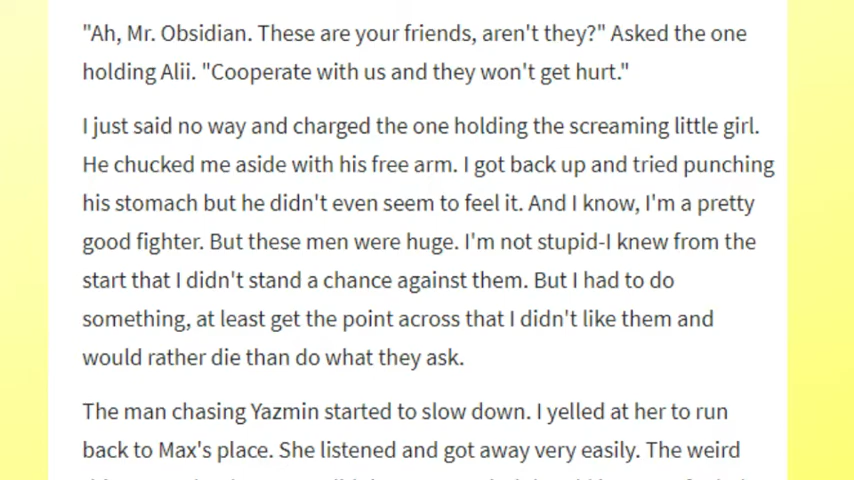 "Ah, Mr. Obsidian. These are your friends, aren't they?" Asked the one
holding Alii. "Cooperate with us and they won't get hurt."
I just said no way and charged the one holding the screaming little girl.
He chucked me aside with his free arm. I got back up and tried punching
his stomach but he didn't even seem to feel it. And I know, I'm a pretty
good fighter. But these men were huge. I'm not stupid-I knew from the
start that I didn't stand a chance against them. But I had to do
something, at least get the point across that I didn't like them and
would rather die than do what they ask.
The man chasing Yazmin started to slow down. I yelled at her to run
back to Max's place. She listened and got away very easily. The weird